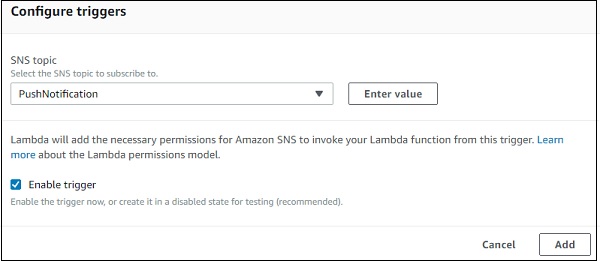 Configure triggers
SNS topic
Select the SNS topic to subscribe to.
PushNotification
Enter value
Lambda will add the necessary permissions for Amazon SNS to invoke your Lambda function from this trigger. Learn
more about the Lambda permissions model.
Enable trigger
Enable the trigger now, or create it in a disabled state for testing (recommended).
Cancel
Add